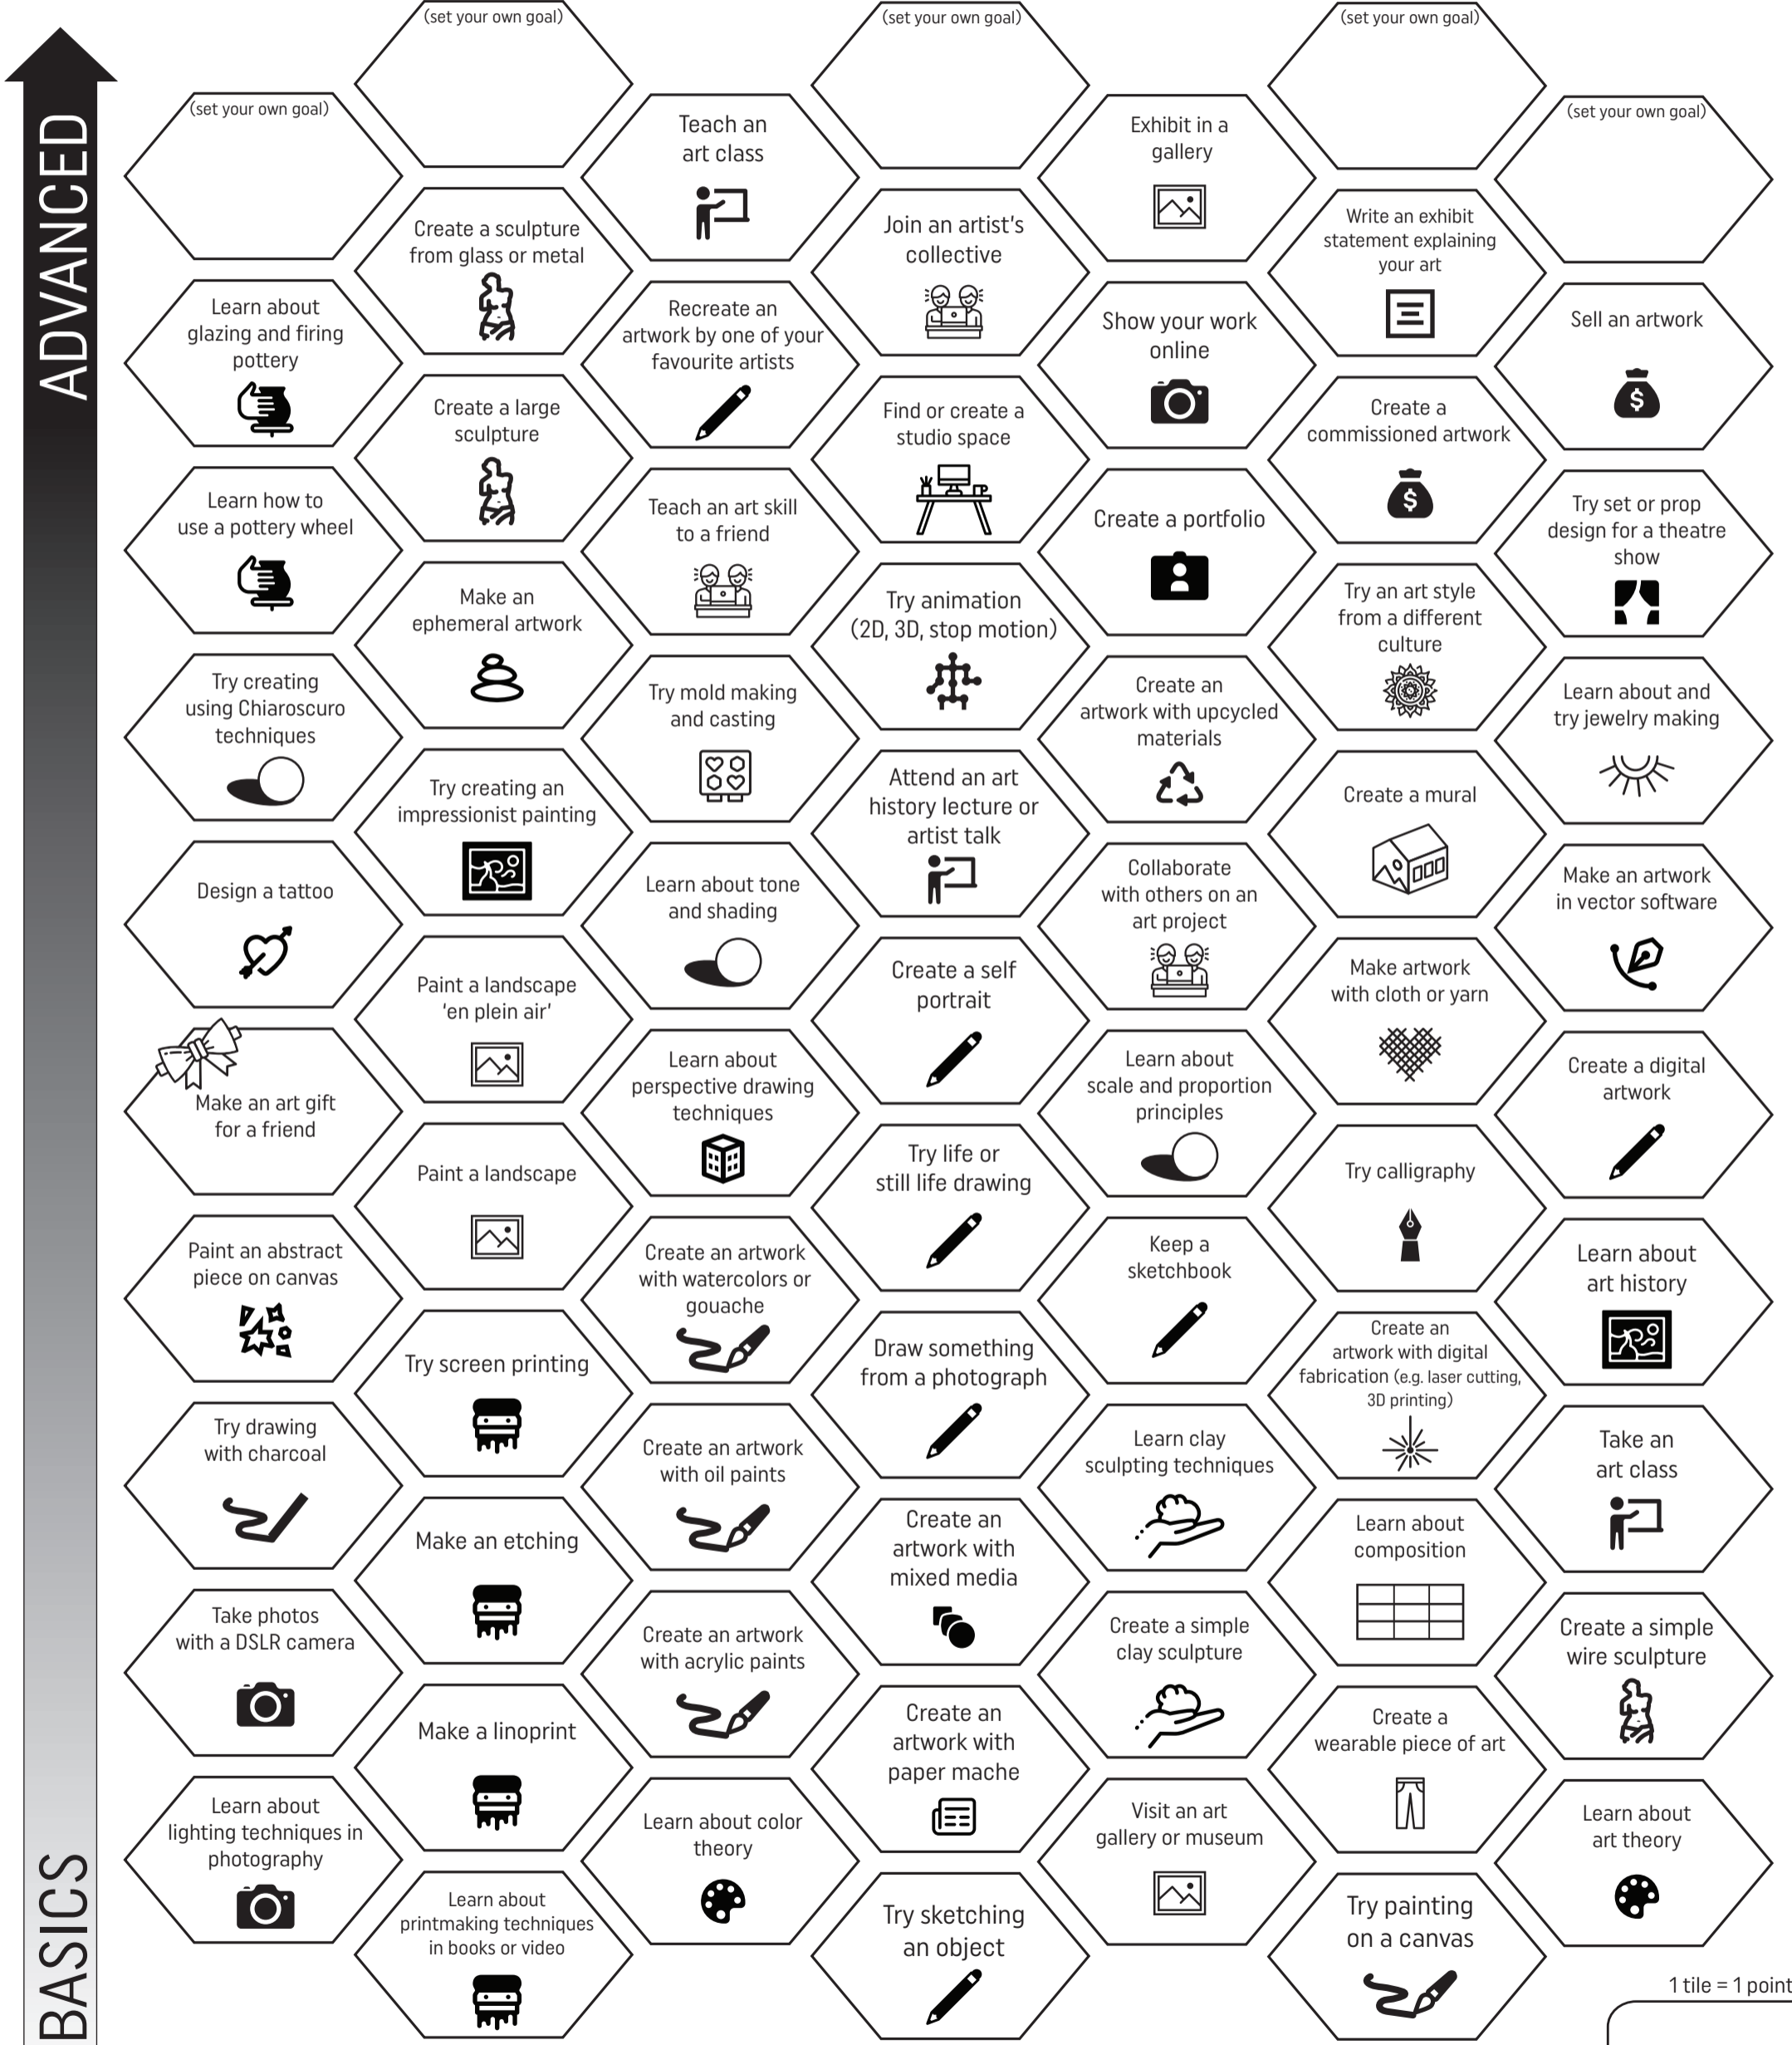 ADVANCED
BASICS
(set your own goal)
(set your own goal)
(set your own goal)
(set your own goal)
Teach an
art class
Exhibit in a
gallery
(set your own goal)
Create a sculpture
from glass or metal
Join an artist's
collective
Write an exhibit
statement explaining
your art
Learn about
glazing and firing
pottery
Recreate an
artwork by one of your
favourite artists
Show your work
online
Sell an artwork
Create a large
sculpture
Find or create a
studio space
Create a
commissioned artwork
Learn how to
use a pottery wheel
Teach an art skill
to a friend
Create a portfolio
Try set or prop
design for a theatre
show
Make an
ephemeral artwork
Try animation
(2D, 3D, stop motion)
Try an art style
from a different
culture
Try creating
using Chiaroscuro
techniques
Try mold making
and casting
Create an
artwork with upcycled
materials
Learn about and
try jewelry making
Try creating an
impressionist painting
Attend an art
history lecture or
artist talk
Create a mural
Design a tattoo
Learn about tone
and shading
Collaborate
with others on an
art project
Make an artwork
in vector software
Paint a landscape
'en plein air'
Create a self
portrait
Make artwork
with cloth or yarn
Make an art gift
for a friend
Learn about
perspective drawing
techniques
Learn about
scale and proportion
principles
Create a digital
artwork
Paint a landscape
Try life or
still life drawing
Try calligraphy
Paint an abstract
piece on canvas
Create an artwork
with watercolors or
gouache
Keep a
sketchbook
Learn about
art history
Try screen printing
Draw something
from a photograph
Create an
artwork with digital
fabrication (e.g. laser cutting,
3D printing)
Try drawing
with charcoal
Create an artwork
with oil paints
Learn clay
sculpting techniques
Take an
art class
Make an etching
Create an
artwork with
mixed media
Learn about
composition
Take photos
with a DSLR camera
Create an artwork
with acrylic paints
Create a simple
clay sculpture
Create a simple
wire sculpture
Make a linoprint
Create an
artwork with
paper mache
Create a
wearable piece of art
Learn about
lighting techniques in
photography
Learn about color
theory
Visit an art
gallery or museum
Learn about
art theory
Learn about
printmaking techniques
in books or video
Try sketching
an object
Try painting
on a canvas
1 tile = 1 point